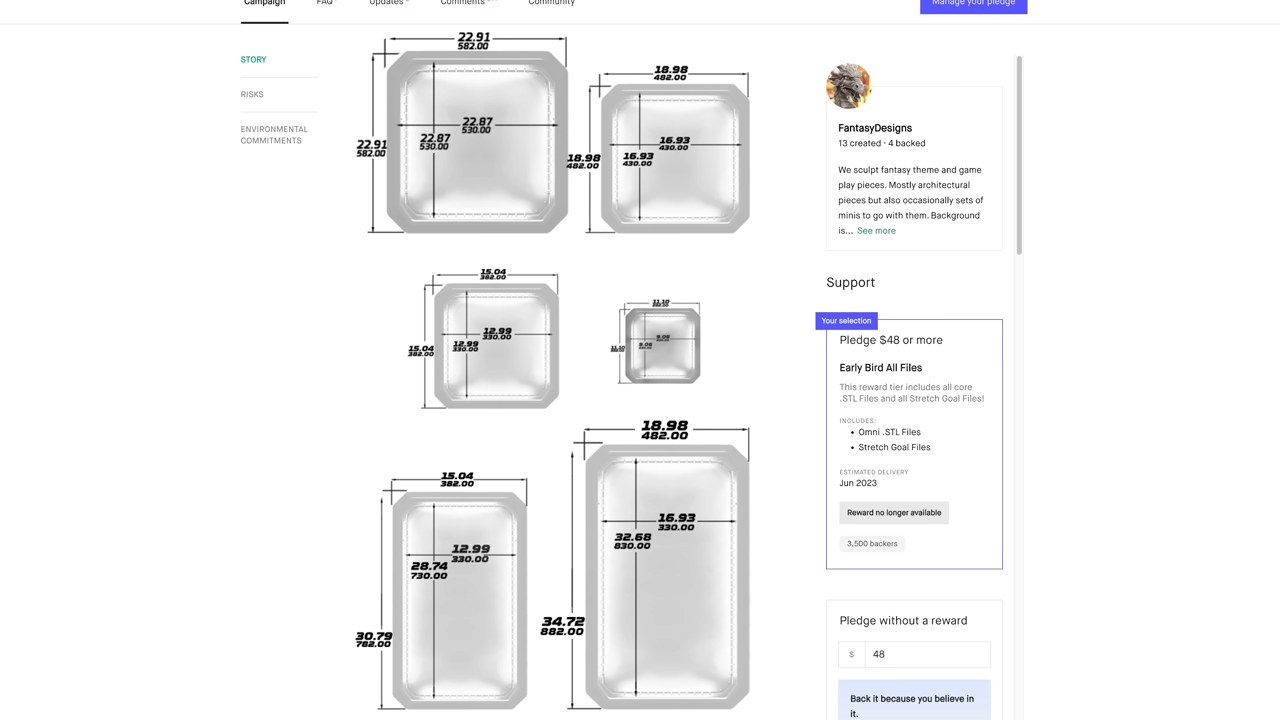 Campaign
FAQ
Updates
Comments
Community
Manage your pledge
STORY
RISKS
ENVIRONMENTAL
COMMITMENTS
22.91
582.00
22.87
530.00
22.87
530.00
22.91
582.00
18.98
482.00
16.93
430.00
16.93
430.00
18.98
482.00
15.04
382.00
12.99
330.00
12.99
330.00
15.04
382.00
11.10
9.06
9.06
11.10
15.04
382.00
12.99
330.00
28.74
730.00
30.79
782.00
18.98
482.00
16.93
330.00
32.68
830.00
34.72
882.00
FantasyDesigns
13 created · 4 backed
We sculpt fantasy theme and game
play pieces. Mostly architectural
pieces but also occasionally sets of
minis to go with them. Background
is... See more
Support
Your selection
Pledge $48 or more
Early Bird All Files
This reward tier includes all core
.STL Files and all Stretch Goal Files!
INCLUDES:
• Omni .STL Files
• Stretch Goal Files
ESTIMATED DELIVERY
Jun 2023
Reward no longer available
3,500 backers
Pledge without a reward
$ 48
Back it because you believe in
it.